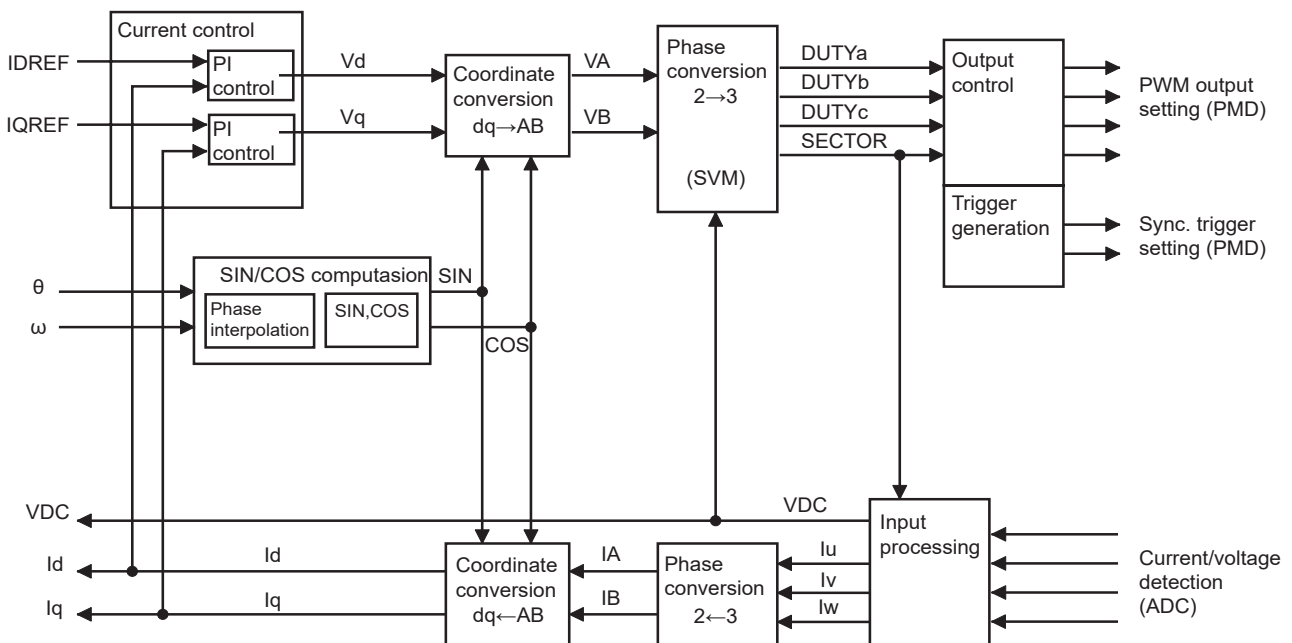 Current control
IDREF
PI
control
Vd
IQREF
PI
control
Vq
Coordinate
conversion
dq→AB
VA
VB
Phase
conversion
2→3
(SVM)
DUTYa
DUTYb
DUTYc
SECTOR
Output
control
PWM output
setting (PMD)
Trigger
generation
Sync. trigger
setting (PMD)
θ
ω
SIN/COS computasion
Phase
interpolation
SIN,COS
SIN
COS
VDC
VDC
Id
Id
Iq
Iq
Coordinate
conversion
dq←AB
IA
IB
Phase
conversion
2←3
Iu
Iv
Iw
Input
processing
Current/voltage
detection
(ADC)